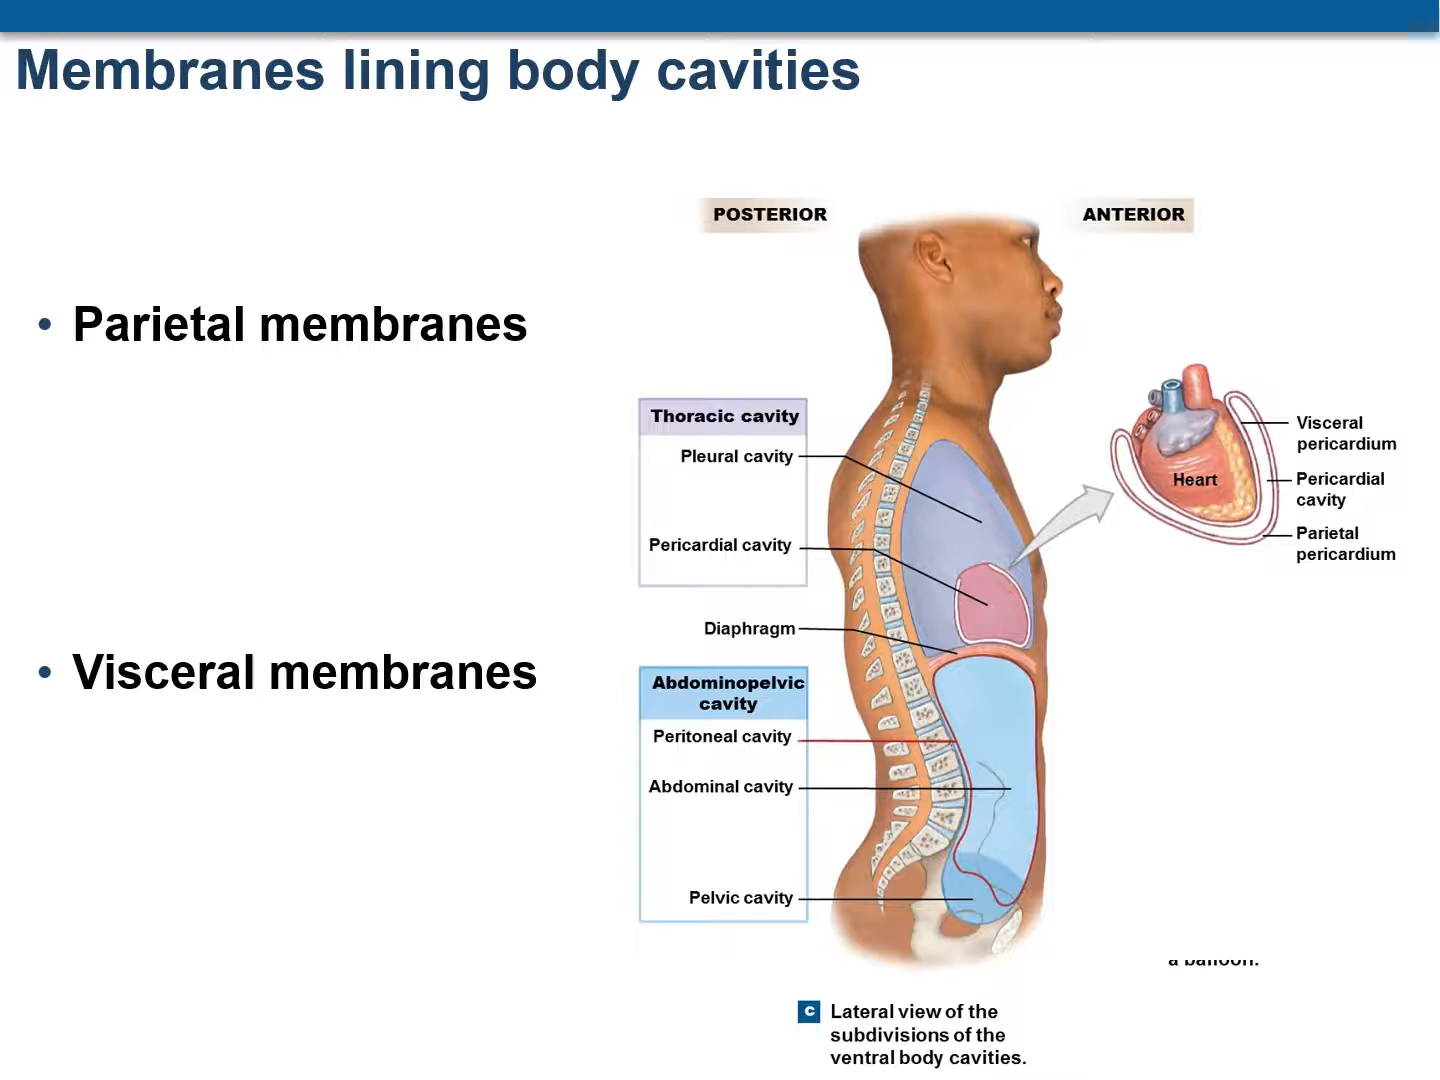 Membranes lining body cavities
POSTERIOR
ANTERIOR
• Parietal membranes
• Visceral membranes
Thoracic cavity
Pleural cavity
Pericardial cavity
Diaphragm
Abdominopelvic
cavity
Peritoneal cavity
Abdominal cavity
Pelvic cavity
Heart
Visceral
pericardium
Pericardial
cavity
Parietal
pericardium
a balloon.
C Lateral view of the
subdivisions of the
ventral body cavities.